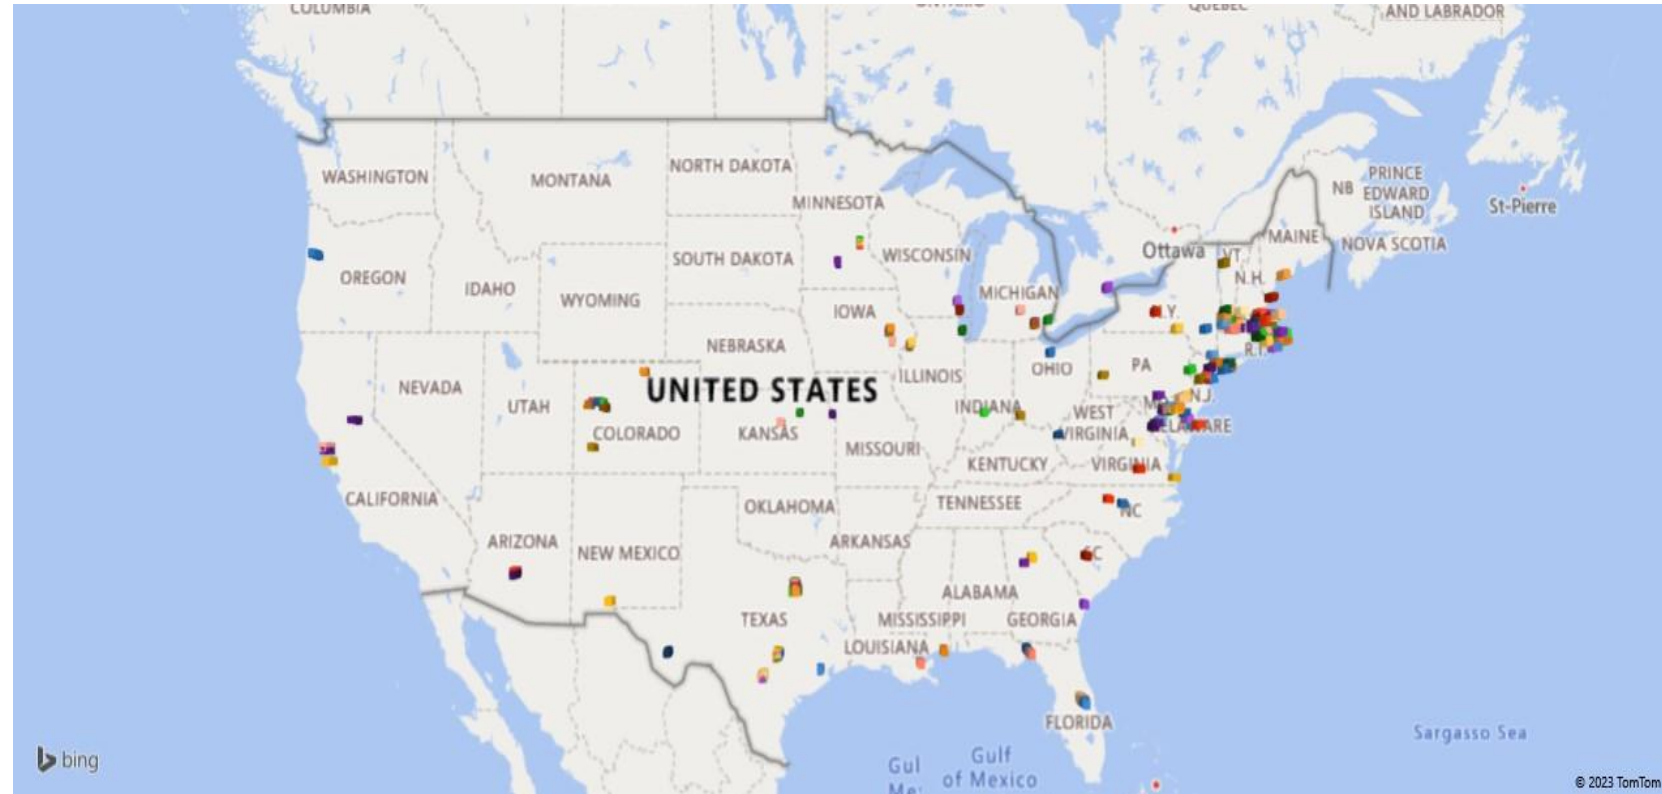 COLUMBIA
ONTARIO
QUEBEC
AND LABRADOR
WASHINGTON
MONTANA
NORTH DAKOTA
MINNESOTA
NB
PRINCE
EDWARD
ISLAND
St-Pierre
OREGON
IDAHO
WYOMING
SOUTH DAKOTA
WISCONSIN
MICHIGAN
Ottawa
VT.
N.H.
MAINE
NOVA SCOTIA
IOWA
NEBRASKA
ILLINOIS
OHIO
PA
N.Y.
R.I.
N.J.
NEVADA
UTAH
UNITED STATES
COLORADO
KANSAS
MISSOURI
INDIANA
WEST
VIRGINIA
DELAWARE
KENTUCKY
VIRGINIA
CALIFORNIA
OKLAHOMA
TENNESSEE
NC
ARIZONA
NEW MEXICO
ARKANSAS
SC
TEXAS
ALABAMA
MISSISSIPPI
GEORGIA
LOUISIANA
FLORIDA
Sargasso Sea
Gulf
of Mexico
bing
© 2023 TomTom